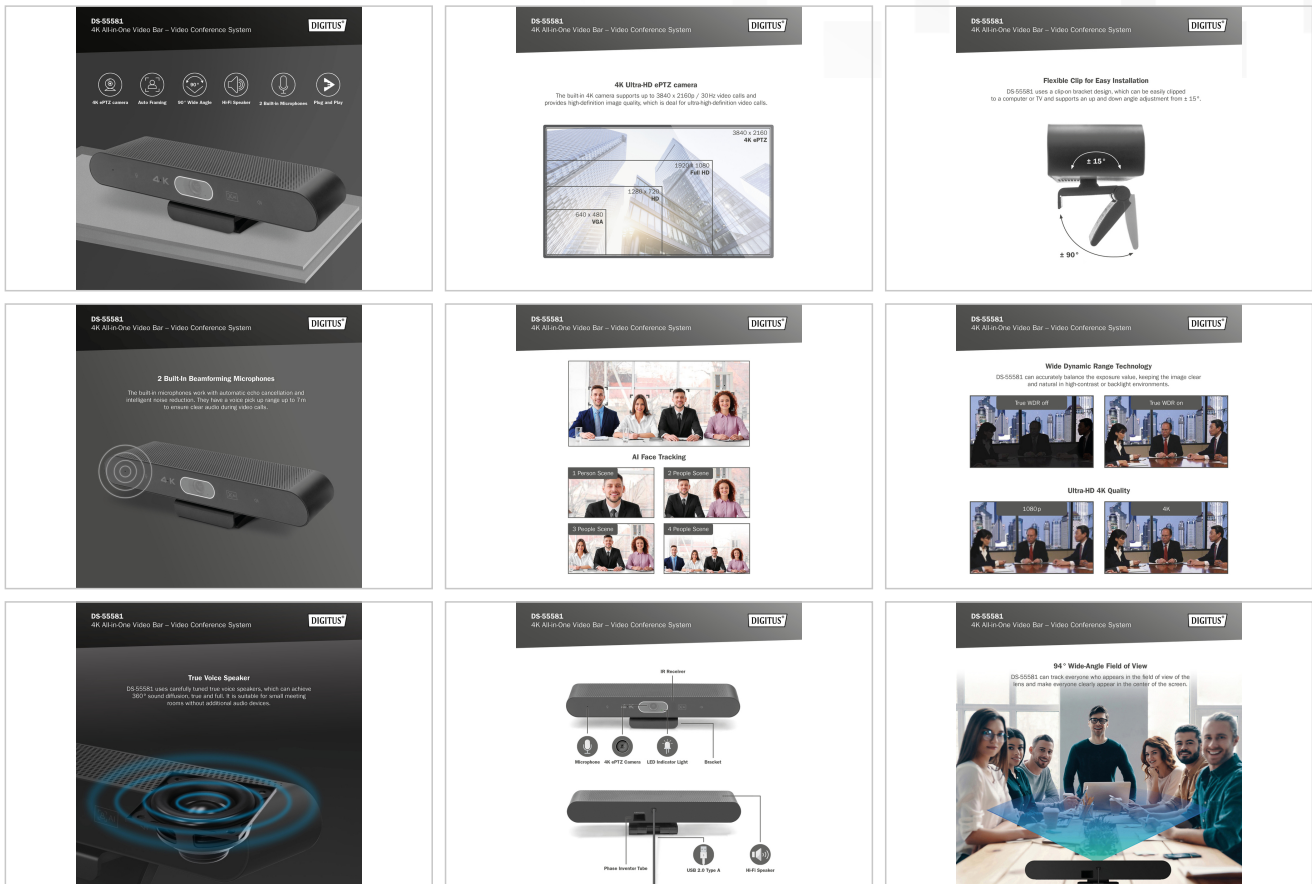 DS-55581
4K All-in-One Video Bar – Video Conference System
DIGITUS®
4K ePTZ camera
Auto Framing
90°
90° Wide Angle
Hi-Fi Speaker
2 Built-in Microphones
Plug and Play
4K
DS-55581
4K All-in-One Video Bar – Video Conference System
DIGITUS®
4K Ultra-HD ePTZ camera
The built-in 4K camera supports up to 3840 x 2160p / 30Hz video calls and
provides high-definition image quality, which is deal for ultra-high-definition video calls.
3840 x 2160
4K ePTZ
1920 x 1080
Full HD
1280 x 720
HD
640 x 480
VGA
DS-55581
4K All-in-One Video Bar – Video Conference System
DIGITUS®
Flexible Clip for Easy Installation
DS-55581 uses a clip-on bracket design, which can be easily clipped
to a computer or TV and supports an up and down angle adjustment from ± 15°.
± 15°
± 90°
DS-55581
4K All-in-One Video Bar – Video Conference System
DIGITUS®
2 Built-In Beamforming Microphones
The built-in microphones work with automatic echo cancellation and
intelligent noise reduction. They have a voice pick up range up to 7m
to ensure clear audio during video calls.
4K
DS-55581
4K All-in-One Video Bar – Video Conference System
DIGITUS®
AI Face Tracking
1 Person Scene
2 People Scene
3 People Scene
4 People Scene
DS-55581
4K All-in-One Video Bar – Video Conference System
DIGITUS®
Wide Dynamic Range Technology
DS-55581 can accurately balance the exposure value, keeping the image clear
and natural in high-contrast or backlight environments.
True WDR off
True WDR on
Ultra-HD 4K Quality
1080p
4K
DS-55581
4K All-in-One Video Bar – Video Conference System
DIGITUS®
True Voice Speaker
DS-55581 uses carefully tuned true voice speakers, which can achieve
360° sound diffusion, true and full. It is suitable for small meeting
rooms without additional audio devices.
DS-55581
4K All-in-One Video Bar – Video Conference System
DIGITUS®
IR Receiver
Microphone
4K ePTZ Camera
LED Indicator Light
Bracket
Phase Invertor Tube
USB 2.0 Type A
Hi-Fi Speaker
DS-55581
4K All-in-One Video Bar – Video Conference System
DIGITUS®
94° Wide-Angle Field of View
DS-55581 can track everyone who appears in the field of view of the
lens and make everyone clearly appear in the center of the screen.